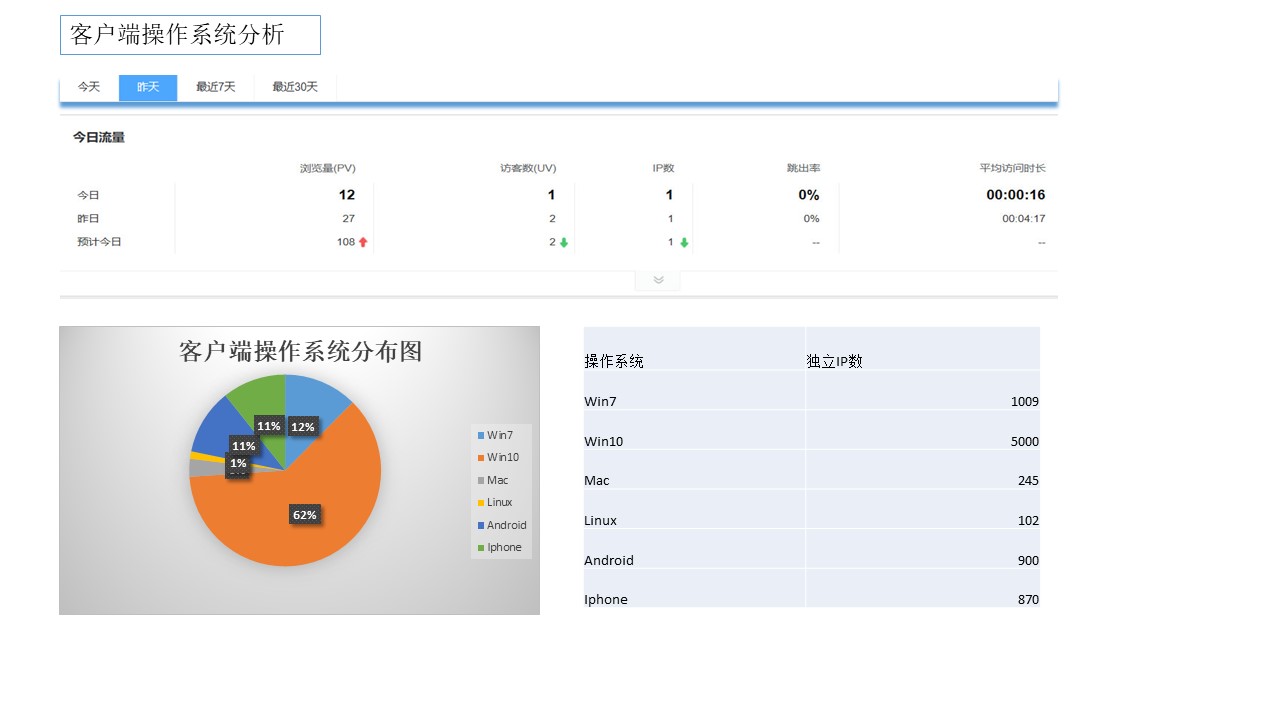 客户端操作系统分析
今天 昨天 最近7天 最近30天
今日流量
浏览量(PV) 访客数(UV) IP数 跳出率 平均访问时长
今日 12 1 1 0% 00:00:16
昨日 27 2 1 0% 00:04:17
预计今日 108 2 1 -- --
客户端操作系统分布图
11% 12%
11%
1%
62%
Win7
Win10
Mac
Linux
Android
Iphone
操作系统 独立IP数
Win7 1009
Win10 5000
Mac 245
Linux 102
Android 900
Iphone 870